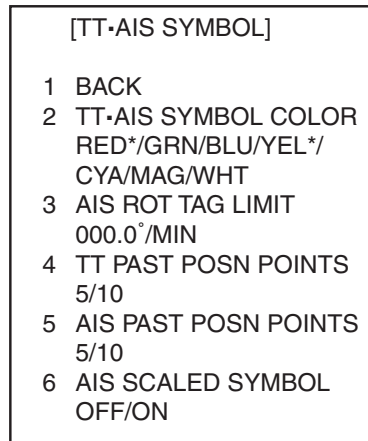 [TT▪AIS SYMBOL]
1 BACK
2 TT▪AIS SYMBOL COLOR
RED*/GRN/BLU/YEL*/
CYA/MAG/WHT
3 AIS ROT TAG LIMIT
000.0°/MIN
4 TT PAST POSN POINTS
5/10
5 AIS PAST POSN POINTS
5/10
6 AIS SCALED SYMBOL
OFF/ON